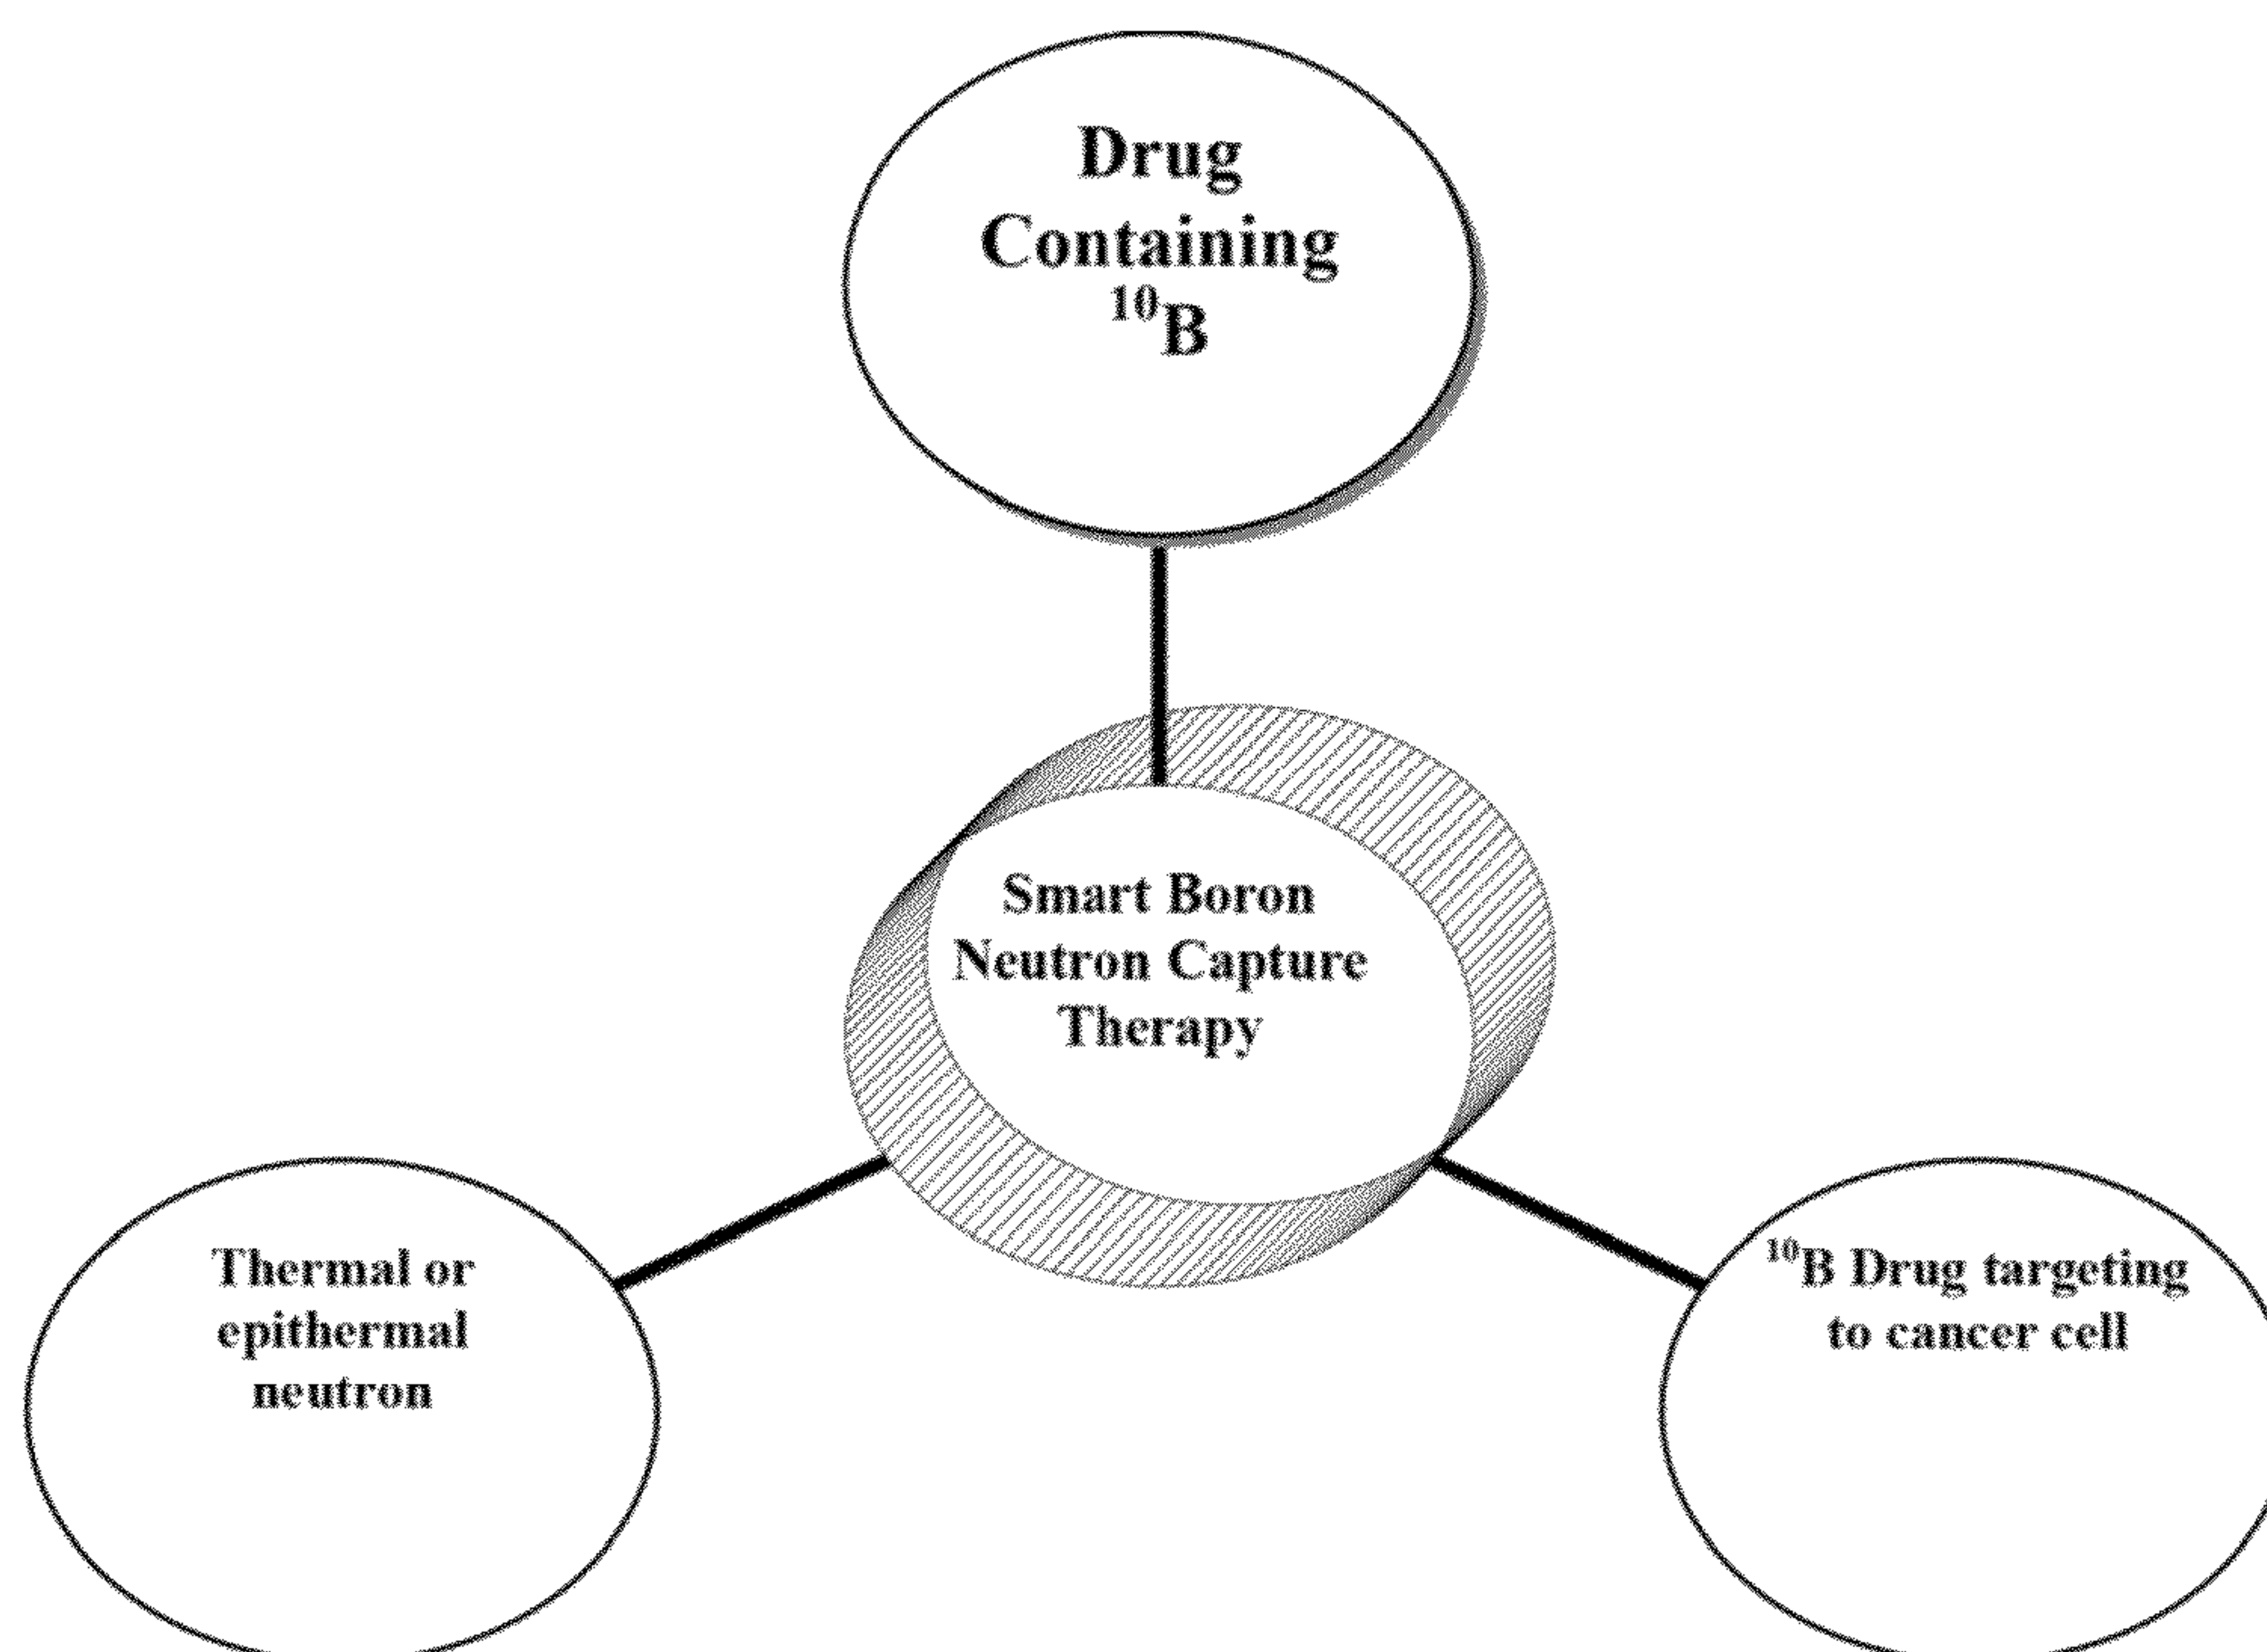 Drug
Containing
¹⁰B
Smart Boron
Neutron Capture
Therapy
Thermal or
epithermal
neutron
¹⁰B Drug targeting
to cancer cell